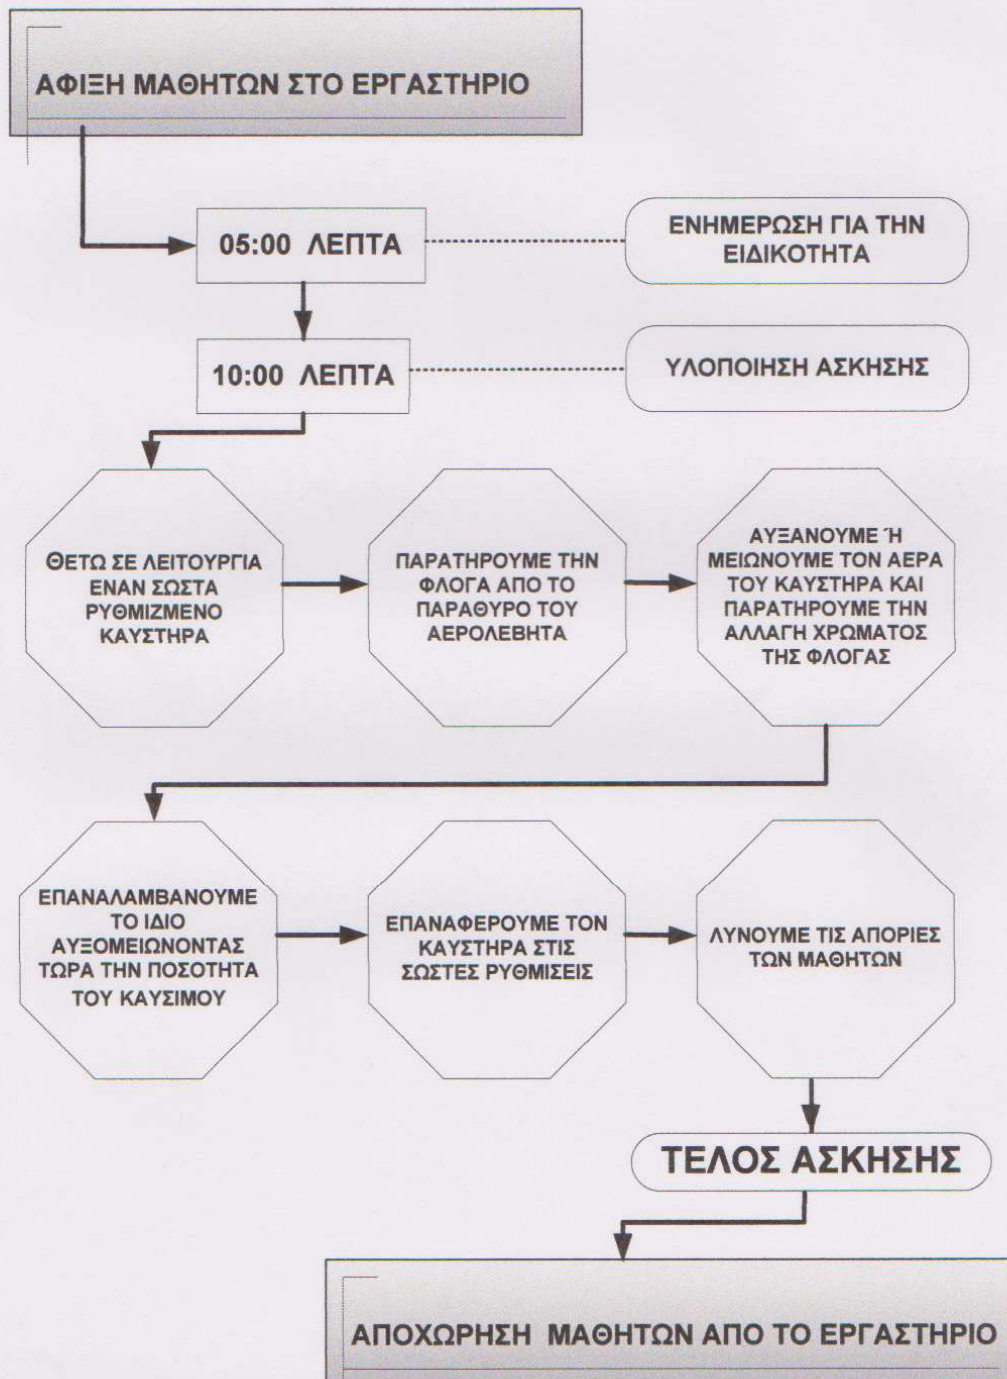 ΑΦΙΞΗ ΜΑΘΗΤΩΝ ΣΤΟ ΕΡΓΑΣΤΗΡΙΟ
05:00 ΛΕΠΤΑ
ΕΝΗΜΕΡΩΣΗ ΓΙΑ ΤΗΝ
ΕΙΔΙΚΟΤΗΤΑ
10:00 ΛΕΠΤΑ
ΥΛΟΠΟΙΗΣΗ ΑΣΚΗΣΗΣ
ΘΕΤΩ ΣΕ ΛΕΙΤΟΥΡΓΙΑ
ΕΝΑΝ ΣΩΣΤΑ
ΡΥΘΜΙΖΜΕΝΟ
ΚΑΥΣΤΗΡΑ
ΠΑΡΑΤΗΡΟΥΜΕ ΤΗΝ
ΦΛΟΓΑ ΑΠΟ ΤΟ
ΠΑΡΑΘΥΡΟ ΤΟΥ
ΑΕΡΟΛΕΒΗΤΑ
ΑΥΞΑΝΟΥΜΕ Ή
ΜΕΙΩΝΟΥΜΕ ΤΟΝ ΑΕΡΑ
ΤΟΥ ΚΑΥΣΤΗΡΑ ΚΑΙ
ΠΑΡΑΤΗΡΟΥΜΕ ΤΗΝ
ΑΛΛΑΓΗ ΧΡΩΜΑΤΟΣ
ΤΗΣ ΦΛΟΓΑΣ
ΕΠΑΝΑΛΑΜΒΑΝΟΥΜΕ
ΤΟ ΙΔΙΟ
ΑΥΞΟΜΕΙΩΝΟΝΤΑΣ
ΤΩΡΑ ΤΗΝ ΠΟΣΟΤΗΤΑ
ΤΟΥ ΚΑΥΣΙΜΟΥ
ΕΠΑΝΑΦΕΡΟΥΜΕ ΤΟΝ
ΚΑΥΣΤΗΡΑ ΣΤΙΣ
ΣΩΣΤΕΣ ΡΥΘΜΙΣΕΙΣ
ΛΥΝΟΥΜΕ ΤΙΣ ΑΠΟΡΙΕΣ
ΤΩΝ ΜΑΘΗΤΩΝ
ΤΕΛΟΣ ΑΣΚΗΣΗΣ
ΑΠΟΧΩΡΗΣΗ ΜΑΘΗΤΩΝ ΑΠΟ ΤΟ ΕΡΓΑΣΤΗΡΙΟ